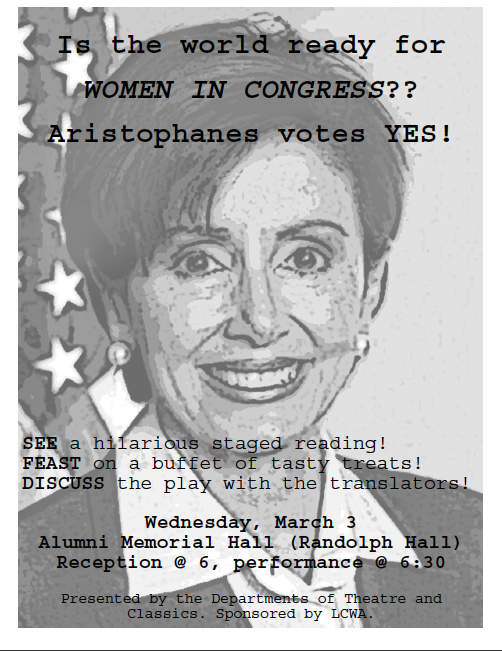 Is the world ready for
WOMEN IN CONGRESS??
Aristophanes votes YES!
SEE a hilarious staged reading!
FEAST on a buffet of tasty treats!
DISCUSS the play with the translators!
Wednesday, March 3
Alumni Memorial Hall (Randolph Hall)
Reception @ 6, performance @ 6:30
Presented by the Departments of Theatre and
Classics. Sponsored by LCWA.